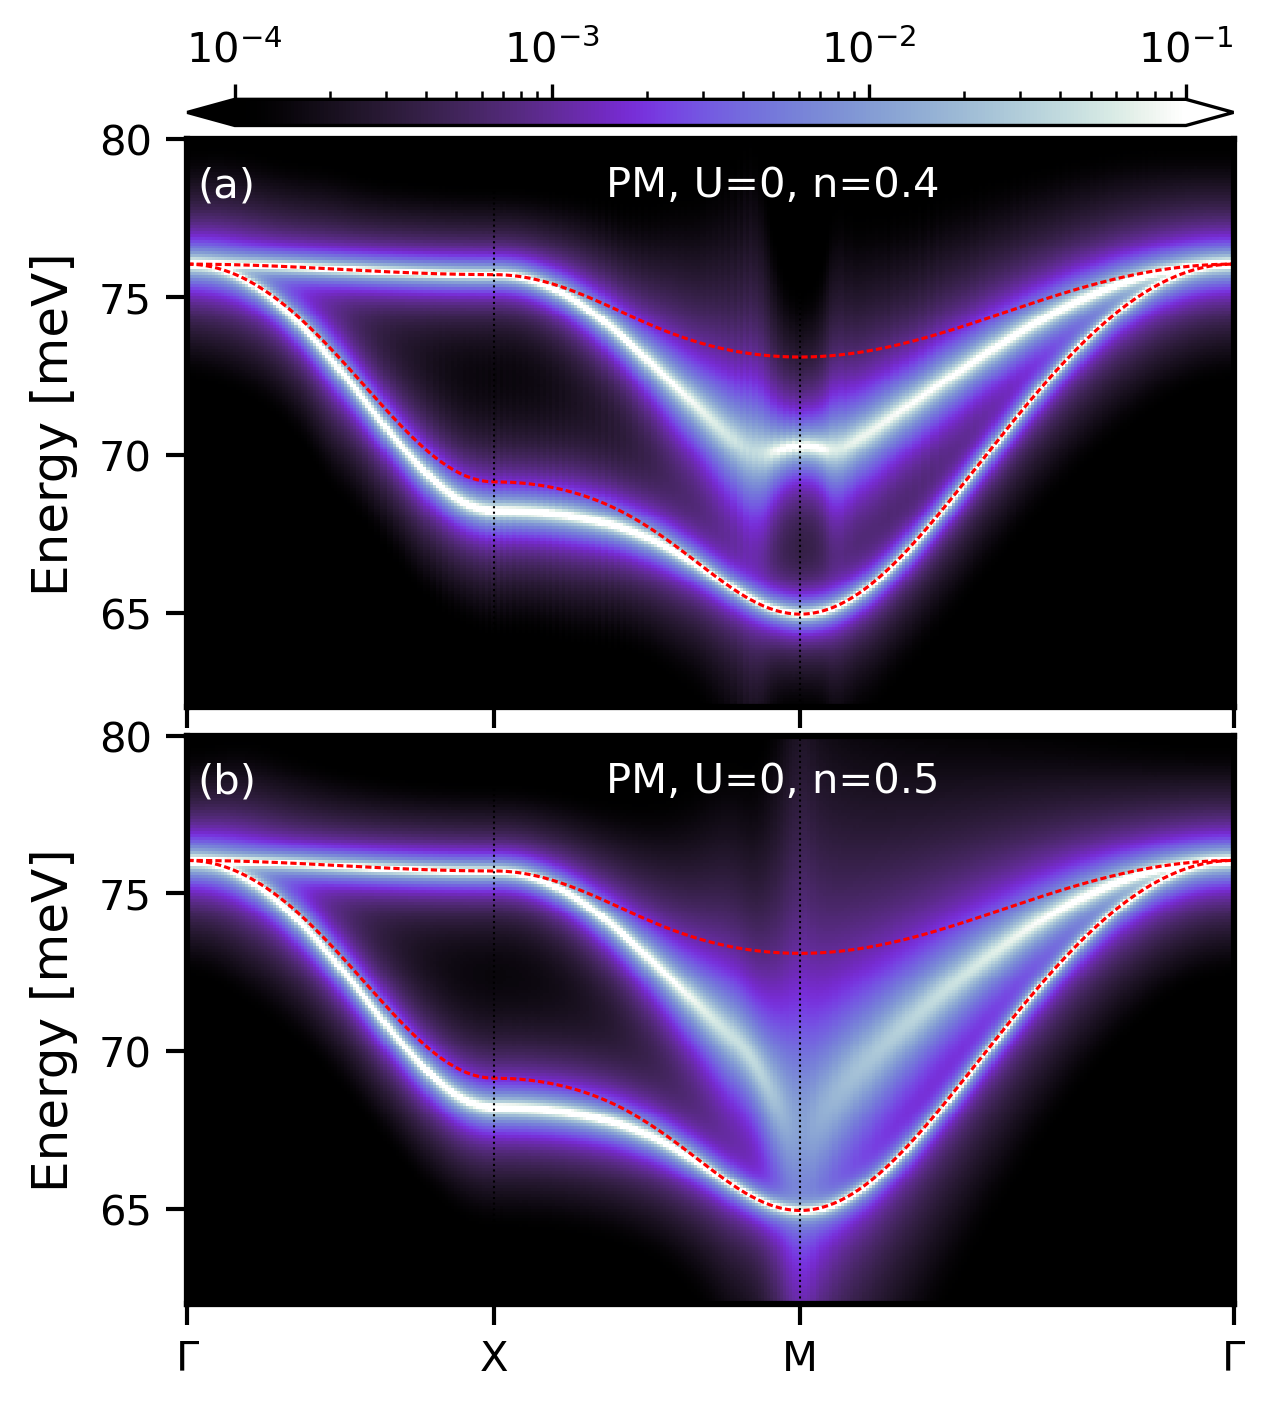 10⁻⁴ 10⁻³ 10⁻² 10⁻¹
80
(a) PM, U=0, n=0.4
75
70
65
Energy [meV]
80
(b) PM, U=0, n=0.5
75
70
65
Energy [meV]
Γ X M Γ